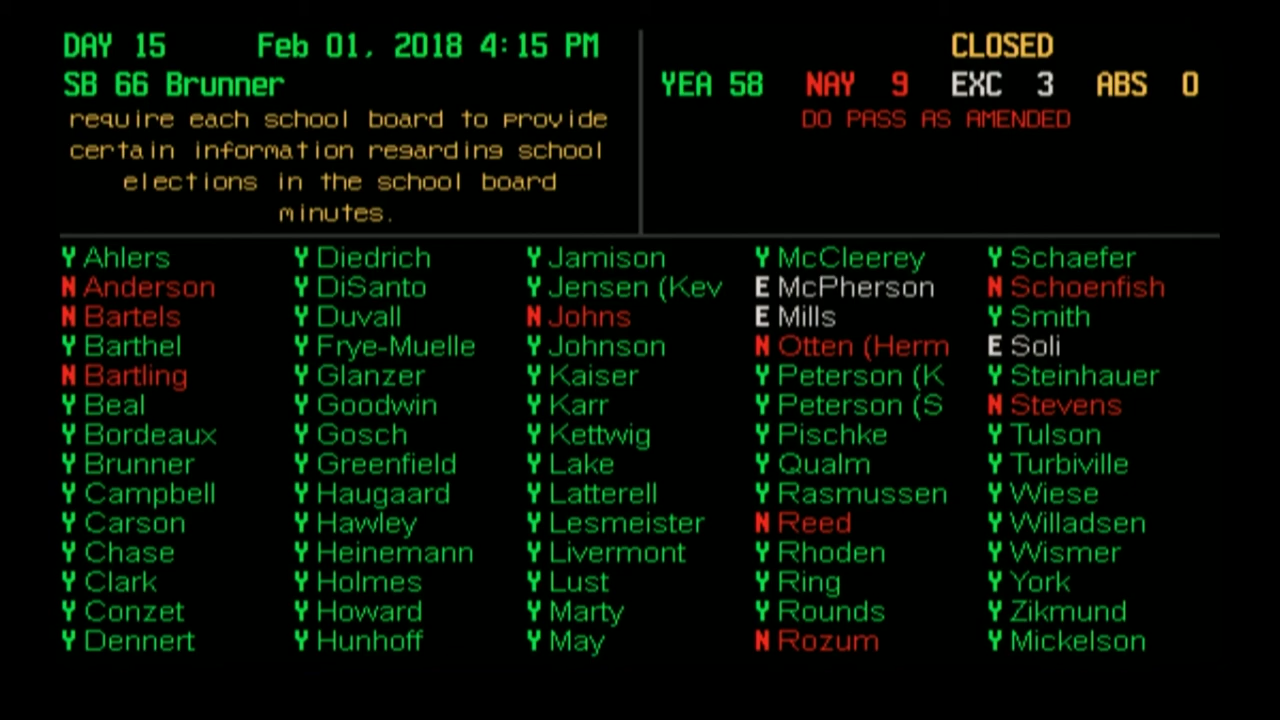 DAY 15 Feb 01, 2018 4:15 PM
SB 66 Brunner
require each school board to provide
certain information regarding school
elections in the school board
minutes.
CLOSED
YEA 58 NAY 9 EXC 3 ABS 0
DO PASS AS AMENDED
Y Ahlers
N Anderson
N Bartels
Y Barthel
N Bartling
Y Beal
Y Bordeaux
Y Brunner
Y Campbell
Y Carson
Y Chase
Y Clark
Y Conzet
Y Dennert
Y Diedrich
Y DiSanto
Y Duvall
Y Frye-Muelle
Y Glanzer
Y Goodwin
Y Gosch
Y Greenfield
Y Haugaard
Y Hawley
Y Heinemann
Y Holmes
Y Howard
Y Hunhoff
Y Jamison
Y Jensen (Kev
N Johns
Y Johnson
Y Kaiser
Y Karr
Y Kettwig
Y Lake
Y Latterell
Y Lesmeister
Y Livermont
Y Lust
Y Marty
Y May
Y McCleerey
E McPherson
E Mills
N Otten (Herm
Y Peterson (K
Y Peterson (S
Y Pischke
Y Qualm
Y Rasmussen
N Reed
Y Rhoden
Y Ring
Y Rounds
N Rozum
Y Schaefer
N Schoenfish
Y Smith
E Soli
Y Steinhauer
N Stevens
Y Tulson
Y Turbiville
Y Wiese
Y Willadsen
Y Wismer
Y York
Y Zikmund
Y Mickelson